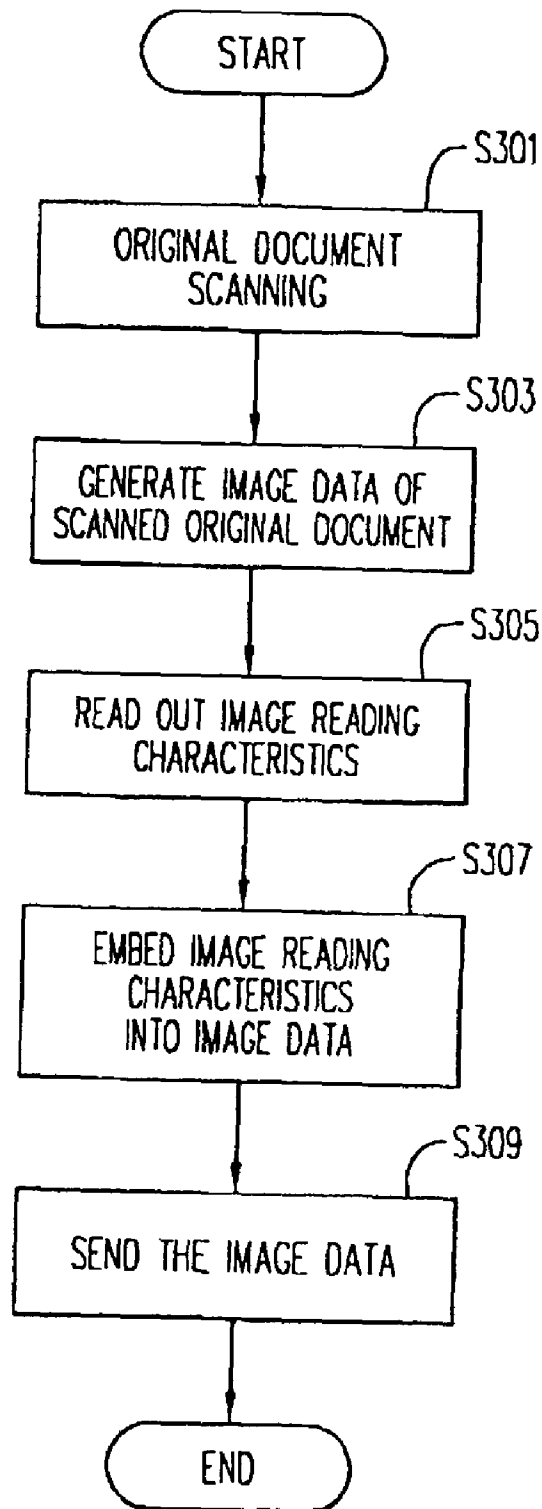 START
S301
ORIGINAL DOCUMENT
SCANNING
S303
GENERATE IMAGE DATA OF
SCANNED ORIGINAL DOCUMENT
S305
READ OUT IMAGE READING
CHARACTERISTICS
S307
EMBED IMAGE READING
CHARACTERISTICS
INTO IMAGE DATA
S309
SEND THE IMAGE DATA
END